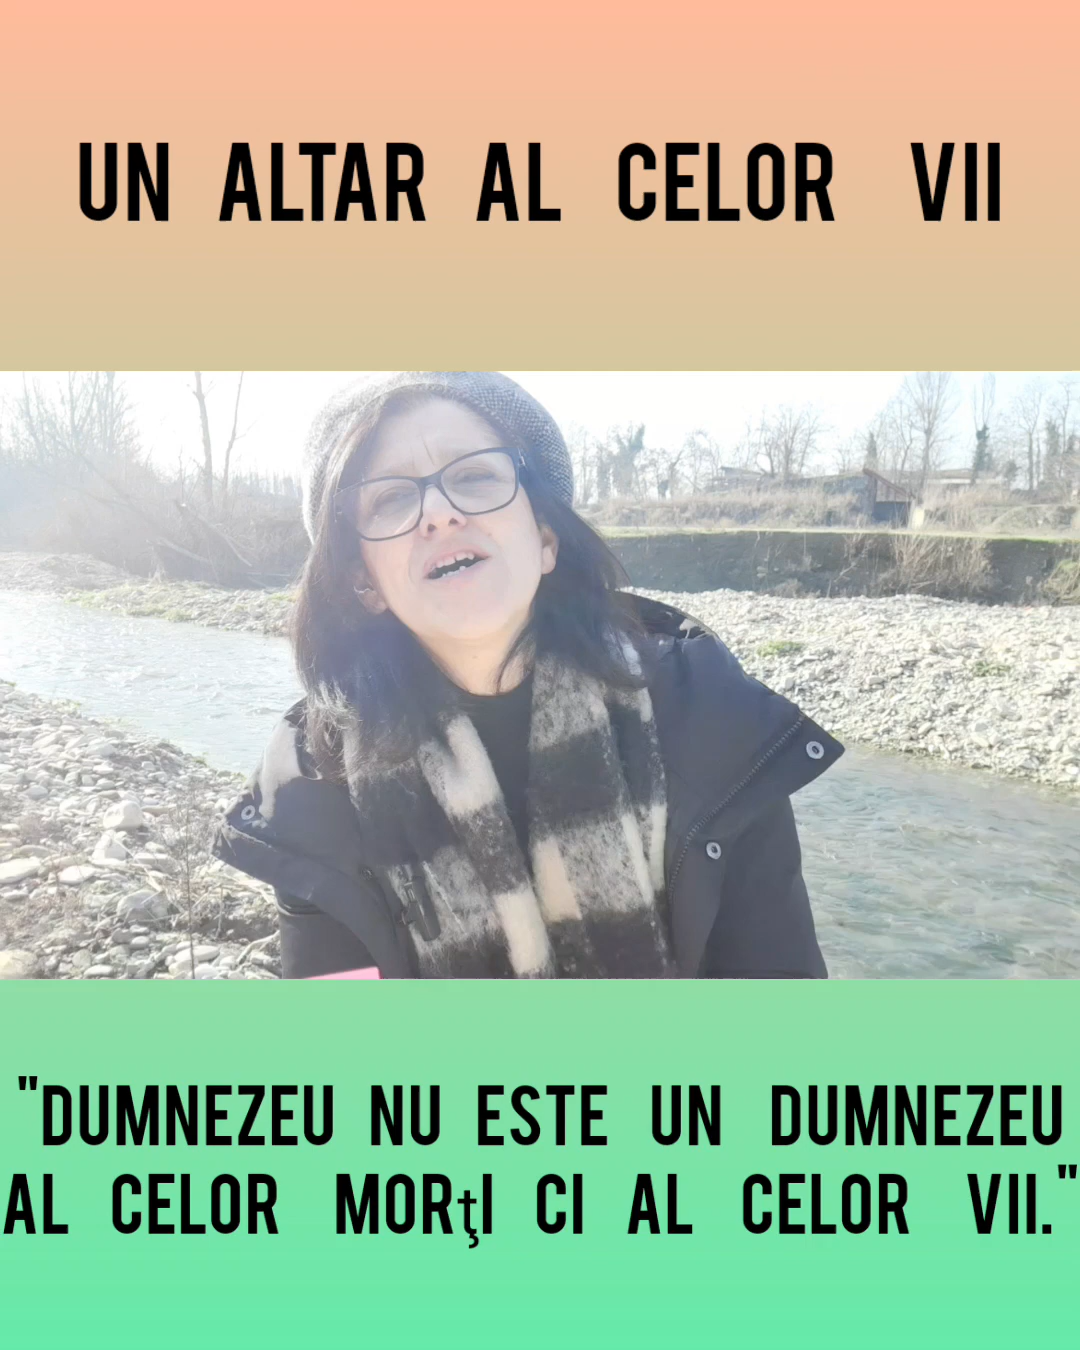 UN ALTAR AL CELOR VII
"DUMNEZEU NU ESTE UN DUMNEZEU
AL CELOR MORţI CI AL CELOR VII."